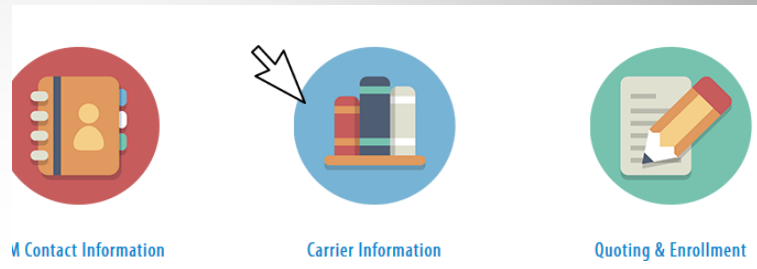 M Contact Information
Carrier Information
Quoting & Enrollment